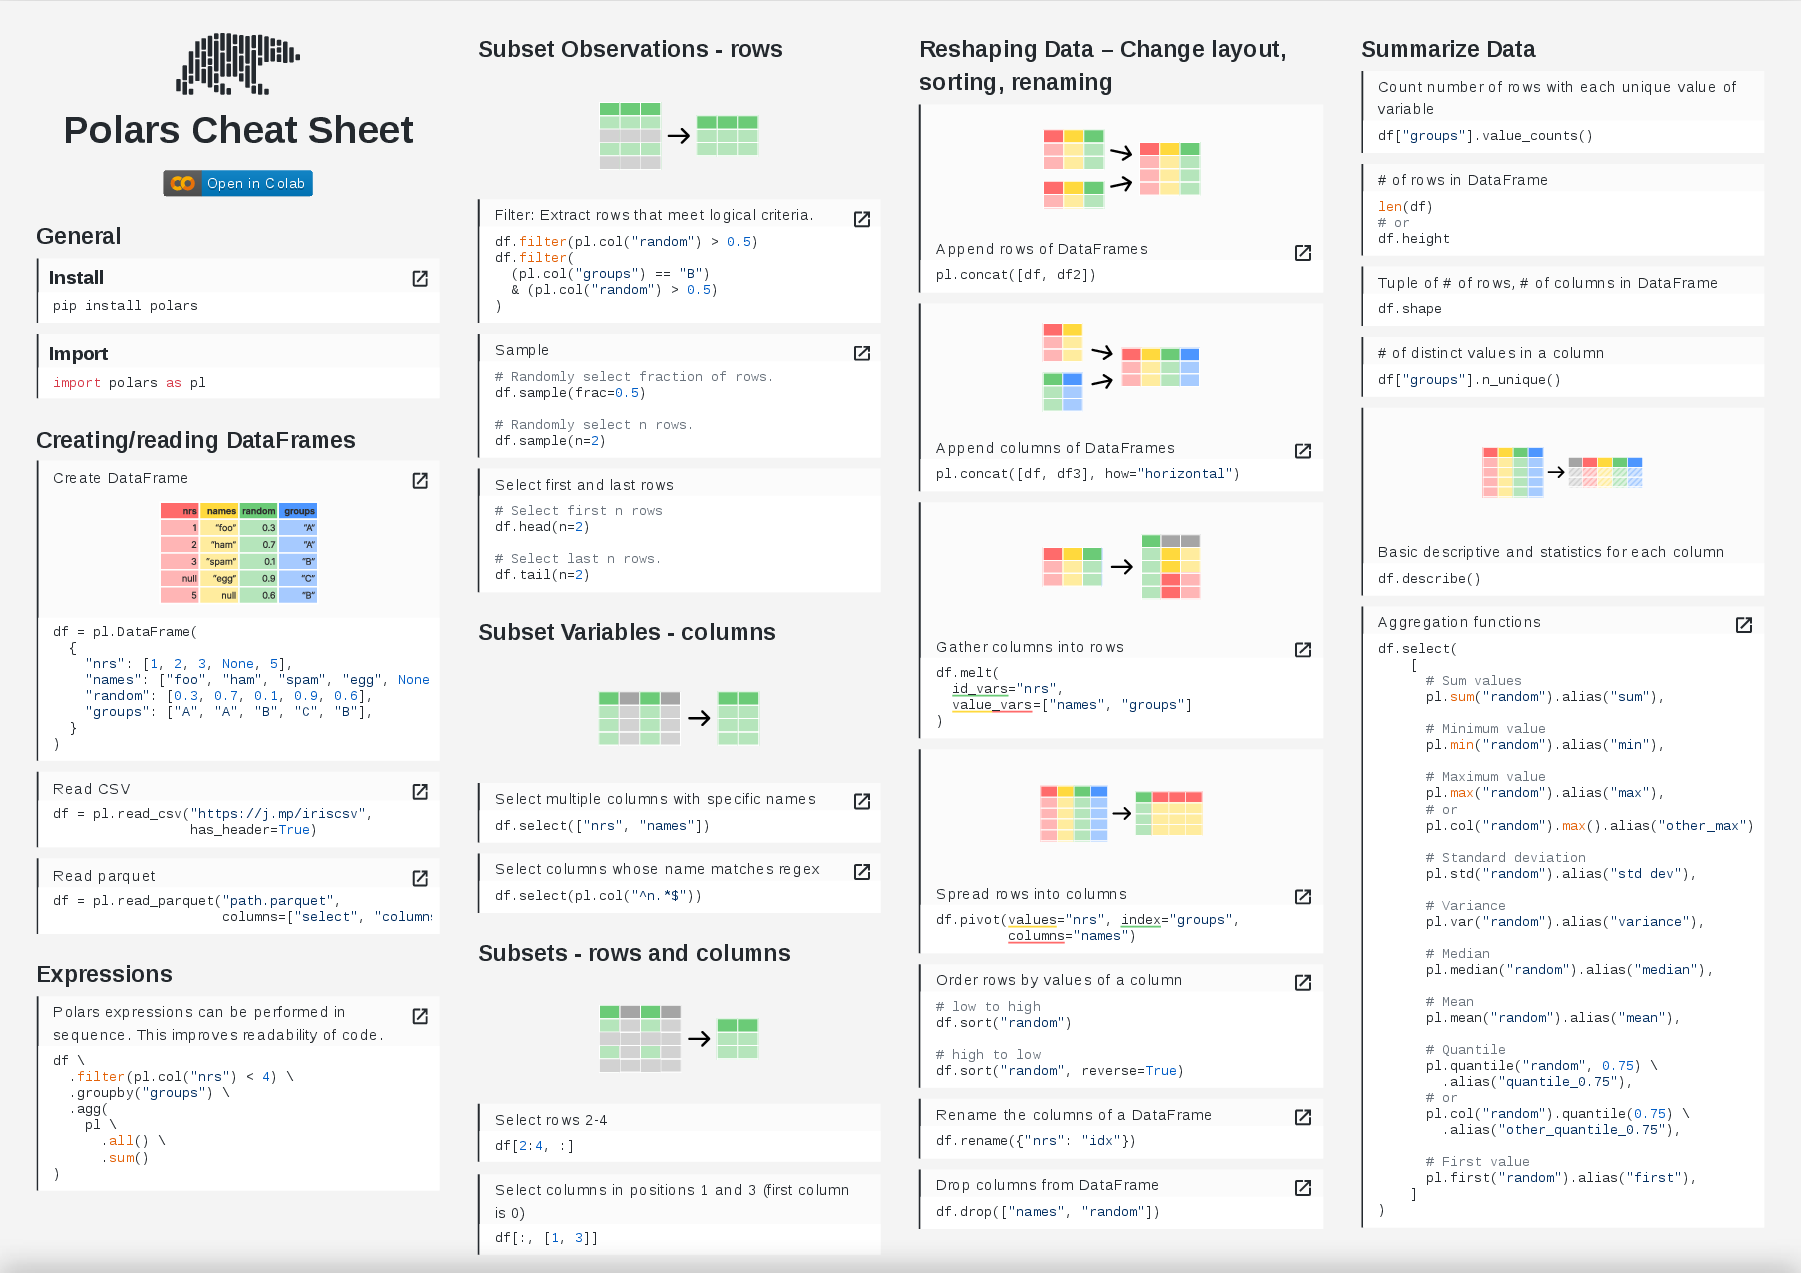 Polars Cheat Sheet
Open in Colab
General
Install
pip install polars
Import
import polars as pl
Creating/reading DataFrames
Create DataFrame
nrs names random groups
1 "foo" 0.3 "A"
2 "ham" 0.7 "A"
3 "spam" 0.1 "B"
null "egg" 0.9 "C"
5 null 0.6 "B"
df = pl.DataFrame(
  {
    "nrs": [1, 2, 3, None, 5],
    "names": ["foo", "ham", "spam", "egg", None
    "random": [0.3, 0.7, 0.1, 0.9, 0.6],
    "groups": ["A", "A", "B", "C", "B"],
  }
)
Read CSV
df = pl.read_csv("https://j.mp/iriscsv",
                 has_header=True)
Read parquet
df = pl.read_parquet("path.parquet",
                     columns=["select", "columns
Expressions
Polars expressions can be performed in
sequence. This improves readability of code.
df \
  .filter(pl.col("nrs") < 4) \
  .groupby("groups") \
  .agg(
    pl \
      .all() \
      .sum()
)
Subset Observations - rows
Filter: Extract rows that meet logical criteria.
df.filter(pl.col("random") > 0.5)
df.filter(
  (pl.col("groups") == "B")
  & (pl.col("random") > 0.5)
)
Sample
# Randomly select fraction of rows.
df.sample(frac=0.5)
# Randomly select n rows.
df.sample(n=2)
Select first and last rows
# Select first n rows
df.head(n=2)
# Select last n rows.
df.tail(n=2)
Subset Variables - columns
Select multiple columns with specific names
df.select(["nrs", "names"])
Select columns whose name matches regex
df.select(pl.col("^n.*$"))
Subsets - rows and columns
Select rows 2-4
df[2:4, :]
Select columns in positions 1 and 3 (first column
is 0)
df[:, [1, 3]]
Reshaping Data – Change layout,
sorting, renaming
Append rows of DataFrames
pl.concat([df, df2])
Append columns of DataFrames
pl.concat([df, df3], how="horizontal")
Gather columns into rows
df.melt(
  id_vars="nrs",
  value_vars=["names", "groups"]
)
Spread rows into columns
df.pivot(values="nrs", index="groups",
         columns="names")
Order rows by values of a column
# low to high
df.sort("random")
# high to low
df.sort("random", reverse=True)
Rename the columns of a DataFrame
df.rename({"nrs": "idx"})
Drop columns from DataFrame
df.drop(["names", "random"])
Summarize Data
Count number of rows with each unique value of
variable
df["groups"].value_counts()
# of rows in DataFrame
len(df)
# or
df.height
Tuple of # of rows, # of columns in DataFrame
df.shape
# of distinct values in a column
df["groups"].n_unique()
Basic descriptive and statistics for each column
df.describe()
Aggregation functions
df.select(
    [
      # Sum values
      pl.sum("random").alias("sum"),
      # Minimum value
      pl.min("random").alias("min"),
      # Maximum value
      pl.max("random").alias("max"),
      # or
      pl.col("random").max().alias("other_max")
      # Standard deviation
      pl.std("random").alias("std dev"),
      # Variance
      pl.var("random").alias("variance"),
      # Median
      pl.median("random").alias("median"),
      # Mean
      pl.mean("random").alias("mean"),
      # Quantile
      pl.quantile("random", 0.75) \
        .alias("quantile_0.75"),
      # or
      pl.col("random").quantile(0.75) \
        .alias("other_quantile_0.75"),
      # First value
      pl.first("random").alias("first"),
    ]
)